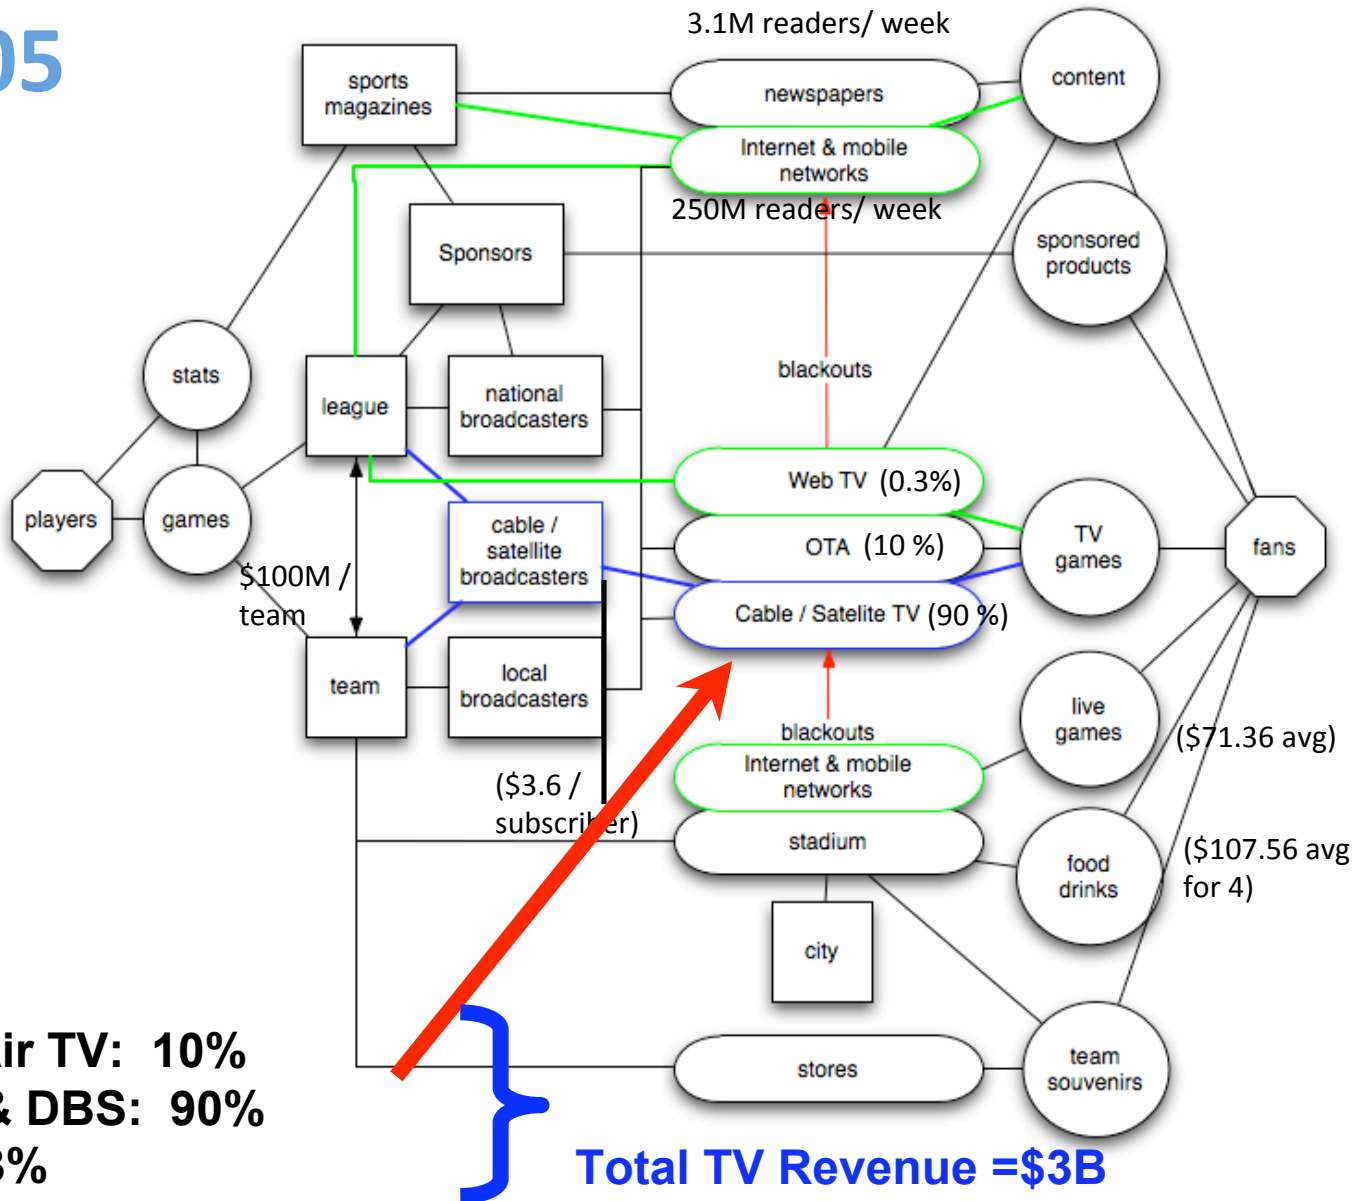 05
3.1M readers/ week
sports
magazines
newspapers
content
Internet & mobile
networks
250M readers/ week
Sponsors
sponsored
products
blackouts
stats
league
national
broadcasters
Web TV (0.3%)
players
games
cable /
satellite
broadcasters
OTA (10 %)
TV
games
fans
$100M /
team
Cable / Satelite TV (90 %)
team
local
broadcasters
live
games
blackouts
($71.36 avg)
Internet & mobile
networks
($3.6 /
subscriber)
stadium
food
drinks
($107.56 avg
for 4)
city
ir TV: 10%
& DBS: 90%
3%
stores
team
souvenirs
Total TV Revenue =$3B